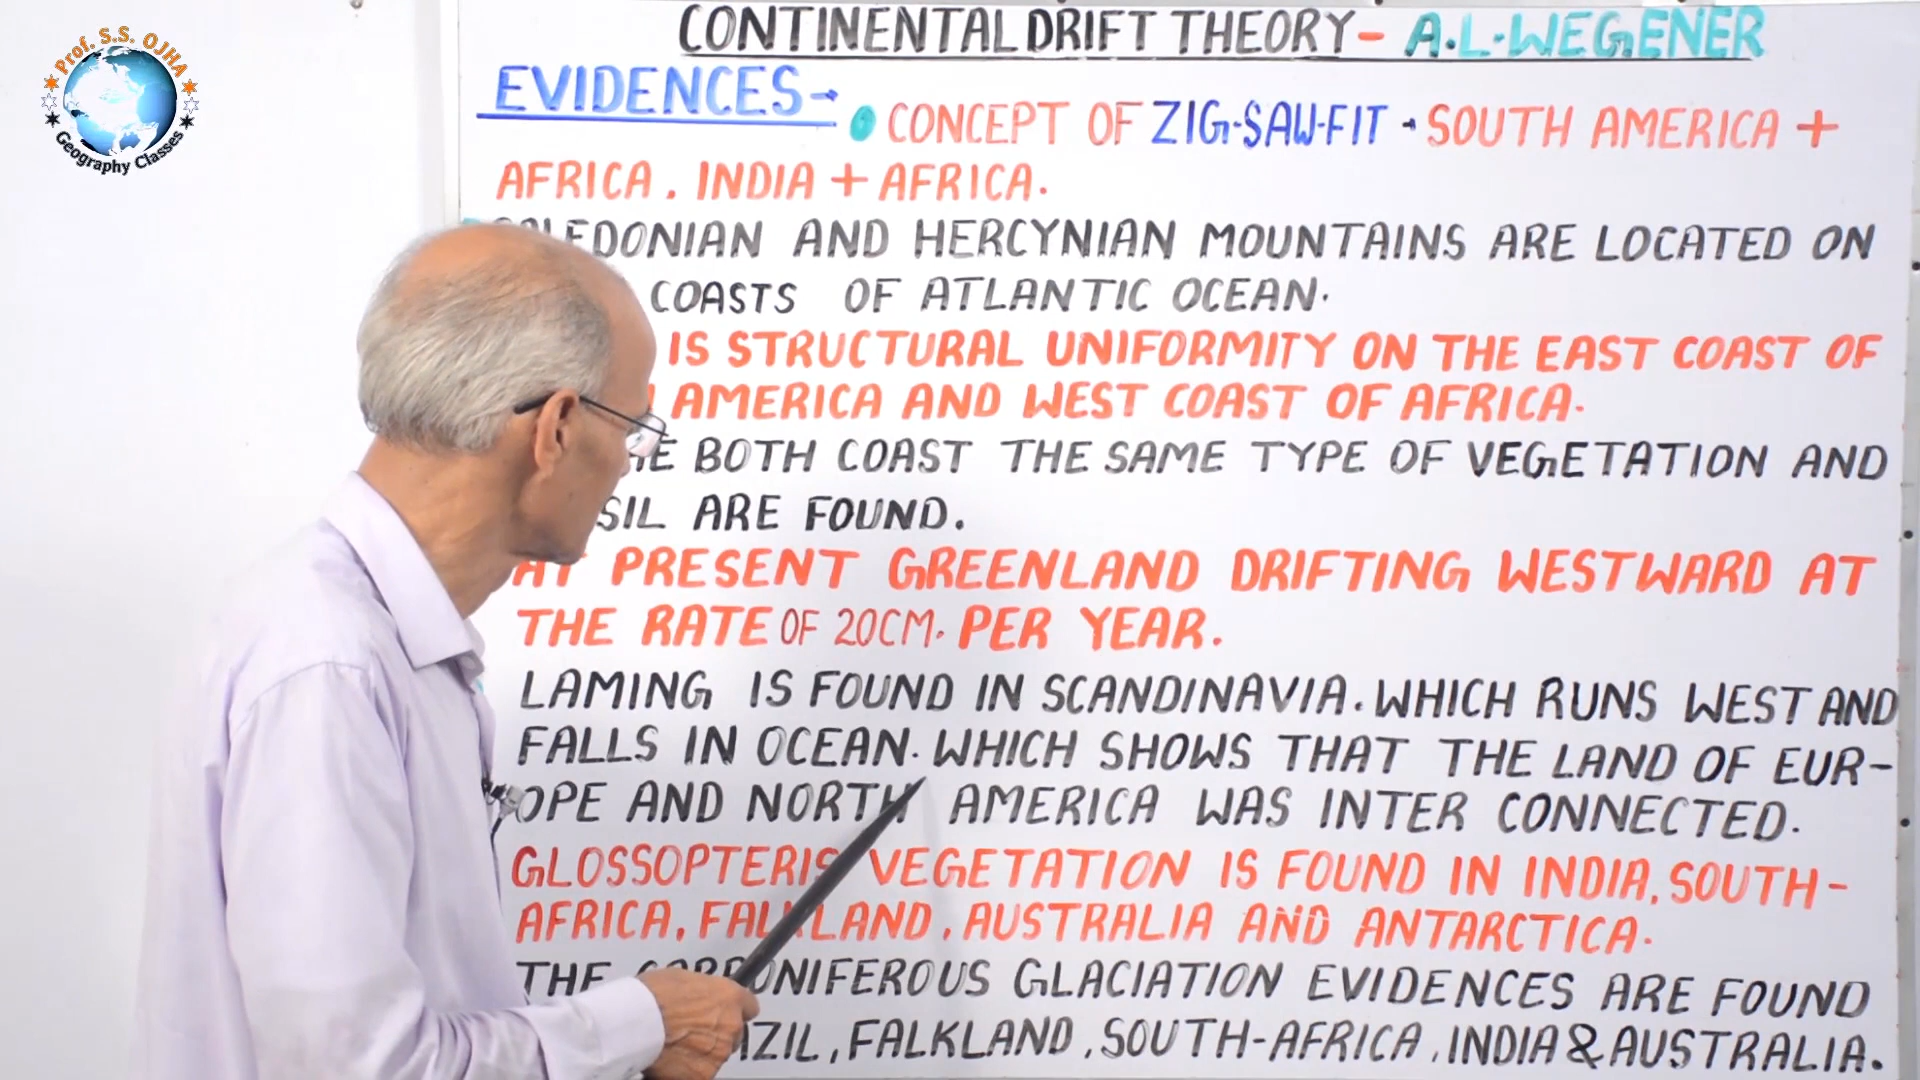 Prof. S.S. OJHA
Geography Classes
CONTINENTAL DRIFT THEORY- A.L.WEGENER
EVIDENCES→
CONCEPT OF ZIG-SAW-FIT - SOUTH AMERICA +
AFRICA, INDIA + AFRICA.
AND HERCYNIAN MOUNTAINS ARE LOCATED ON
COASTS OF ATLANTIC OCEAN.
IS STRUCTURAL UNIFORMITY ON THE EAST COAST OF
AMERICA AND WEST COAST OF AFRICA.
BOTH COAST THE SAME TYPE OF VEGETATION AND
ARE FOUND.
AT PRESENT GREENLAND DRIFTING WESTWARD AT
THE RATE OF 20CM. PER YEAR.
LAMING IS FOUND IN SCANDINAVIA. WHICH RUNS WEST AND
FALLS IN OCEAN. WHICH SHOWS THAT THE LAND OF EUR-
OPE AND NORTH AMERICA WAS INTER CONNECTED.
GLOSSOPTERIS VEGETATION IS FOUND IN INDIA, SOUTH-
AFRICA, FALKLAND, AUSTRALIA AND ANTARCTICA.
THE GLACIATION EVIDENCES ARE FOUND
FALKLAND, SOUTH-AFRICA, INDIA & AUSTRALIA.